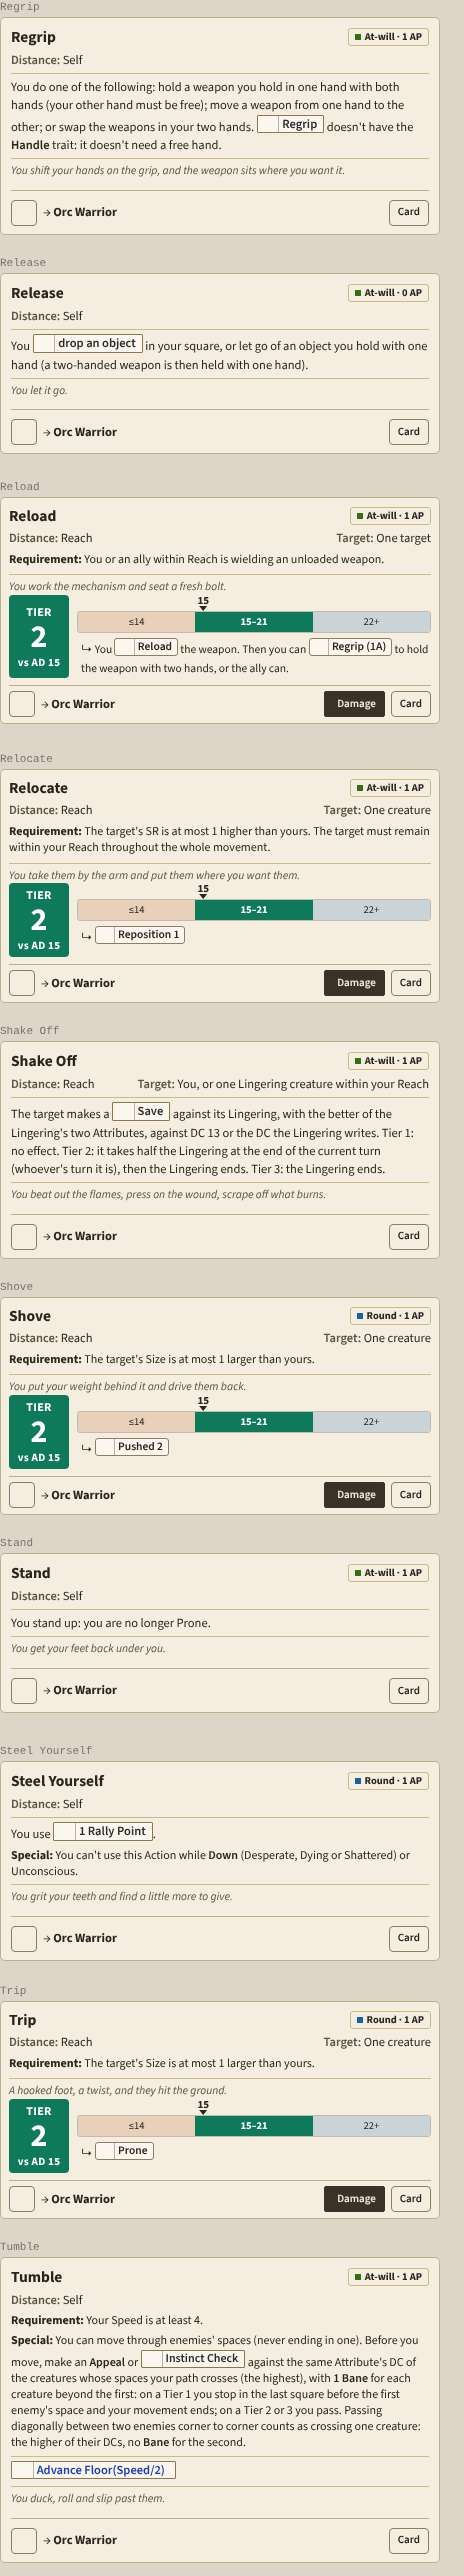 Regrip
Regrip
At-will · 1 AP
Distance: Self
You do one of the following: hold a weapon you hold in one hand with both
hands (your other hand must be free); move a weapon from one hand to the
other; or swap the weapons in your two hands. Regrip doesn't have the
Handle trait: it doesn't need a free hand.
You shift your hands on the grip, and the weapon sits where you want it.
→ Orc Warrior
Card
Release
Release
At-will · 0 AP
Distance: Self
You drop an object in your square, or let go of an object you hold with one
hand (a two-handed weapon is then held with one hand).
You let it go.
→ Orc Warrior
Card
Reload
Reload
At-will · 1 AP
Distance: Reach
Target: One target
Requirement: You or an ally within Reach is wielding an unloaded weapon.
You work the mechanism and seat a fresh bolt.
TIER
2
vs AD 15
15
≤14
15–21
22+
↪ You Reload the weapon. Then you can Regrip (1A) to hold
the weapon with two hands, or the ally can.
→ Orc Warrior
Damage
Card
Relocate
Relocate
At-will · 1 AP
Distance: Reach
Target: One creature
Requirement: The target's SR is at most 1 higher than yours. The target must remain
within your Reach throughout the whole movement.
You take them by the arm and put them where you want them.
TIER
2
vs AD 15
15
≤14
15–21
22+
↪ Reposition 1
→ Orc Warrior
Damage
Card
Shake Off
Shake Off
At-will · 1 AP
Distance: Reach
Target: You, or one Lingering creature within your Reach
The target makes a Save against its Lingering, with the better of the
Lingering's two Attributes, against DC 13 or the DC the Lingering writes. Tier 1:
no effect. Tier 2: it takes half the Lingering at the end of the current turn
(whoever's turn it is), then the Lingering ends. Tier 3: the Lingering ends.
You beat out the flames, press on the wound, scrape off what burns.
→ Orc Warrior
Card
Shove
Shove
Round · 1 AP
Distance: Reach
Target: One creature
Requirement: The target's Size is at most 1 larger than yours.
You put your weight behind it and drive them back.
TIER
2
vs AD 15
15
≤14
15–21
22+
↪ Pushed 2
→ Orc Warrior
Damage
Card
Stand
Stand
At-will · 1 AP
Distance: Self
You stand up: you are no longer Prone.
You get your feet back under you.
→ Orc Warrior
Card
Steel Yourself
Steel Yourself
Round · 1 AP
Distance: Self
You use 1 Rally Point.
Special: You can't use this Action while Down (Desperate, Dying or Shattered) or
Unconscious.
You grit your teeth and find a little more to give.
→ Orc Warrior
Card
Trip
Trip
Round · 1 AP
Distance: Reach
Target: One creature
Requirement: The target's Size is at most 1 larger than yours.
A hooked foot, a twist, and they hit the ground.
TIER
2
vs AD 15
15
≤14
15–21
22+
↪ Prone
→ Orc Warrior
Damage
Card
Tumble
Tumble
At-will · 1 AP
Distance: Self
Requirement: Your Speed is at least 4.
Special: You can move through enemies' spaces (never ending in one). Before you
move, make an Appeal or Instinct Check against the same Attribute's DC of
the creatures whose spaces your path crosses (the highest), with 1 Bane for each
creature beyond the first: on a Tier 1 you stop in the last square before the first
enemy's space and your movement ends; on a Tier 2 or 3 you pass. Passing
diagonally between two enemies corner to corner counts as crossing one creature:
the higher of their DCs, no Bane for the second.
Advance Floor(Speed/2)
You duck, roll and slip past them.
→ Orc Warrior
Card